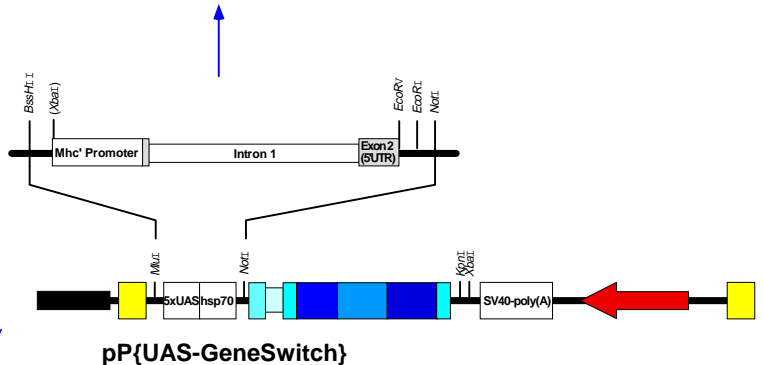 BssHII
(XbaI)
EcoRV
EcoRI
NotI
Mhc' Promoter
Intron 1
Exon 2
(5'UTR)
MluI
NotI
KpnI
XbaI
5xUAS
hsp70
SV40-poly(A)
pP{UAS-GeneSwitch}